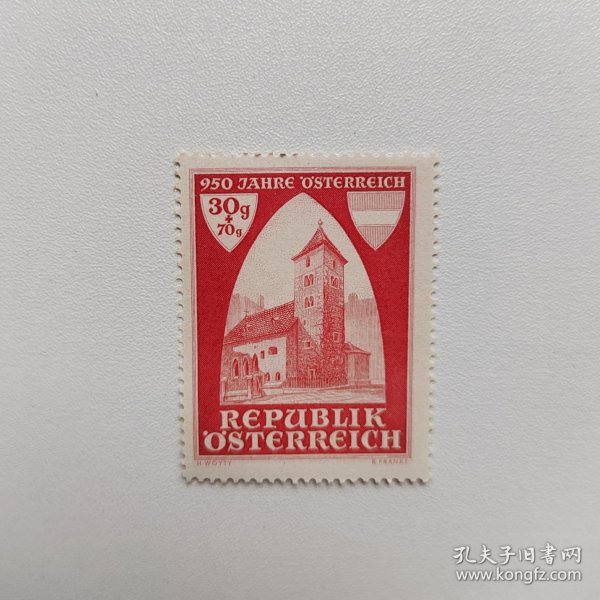 950 JAHRE ÖSTERREICH
30g
+
70g
REPUBLIK
ÖSTERREICH
H·WOYTY R.FRANKE
孔夫子旧书网
www.kongfz.com